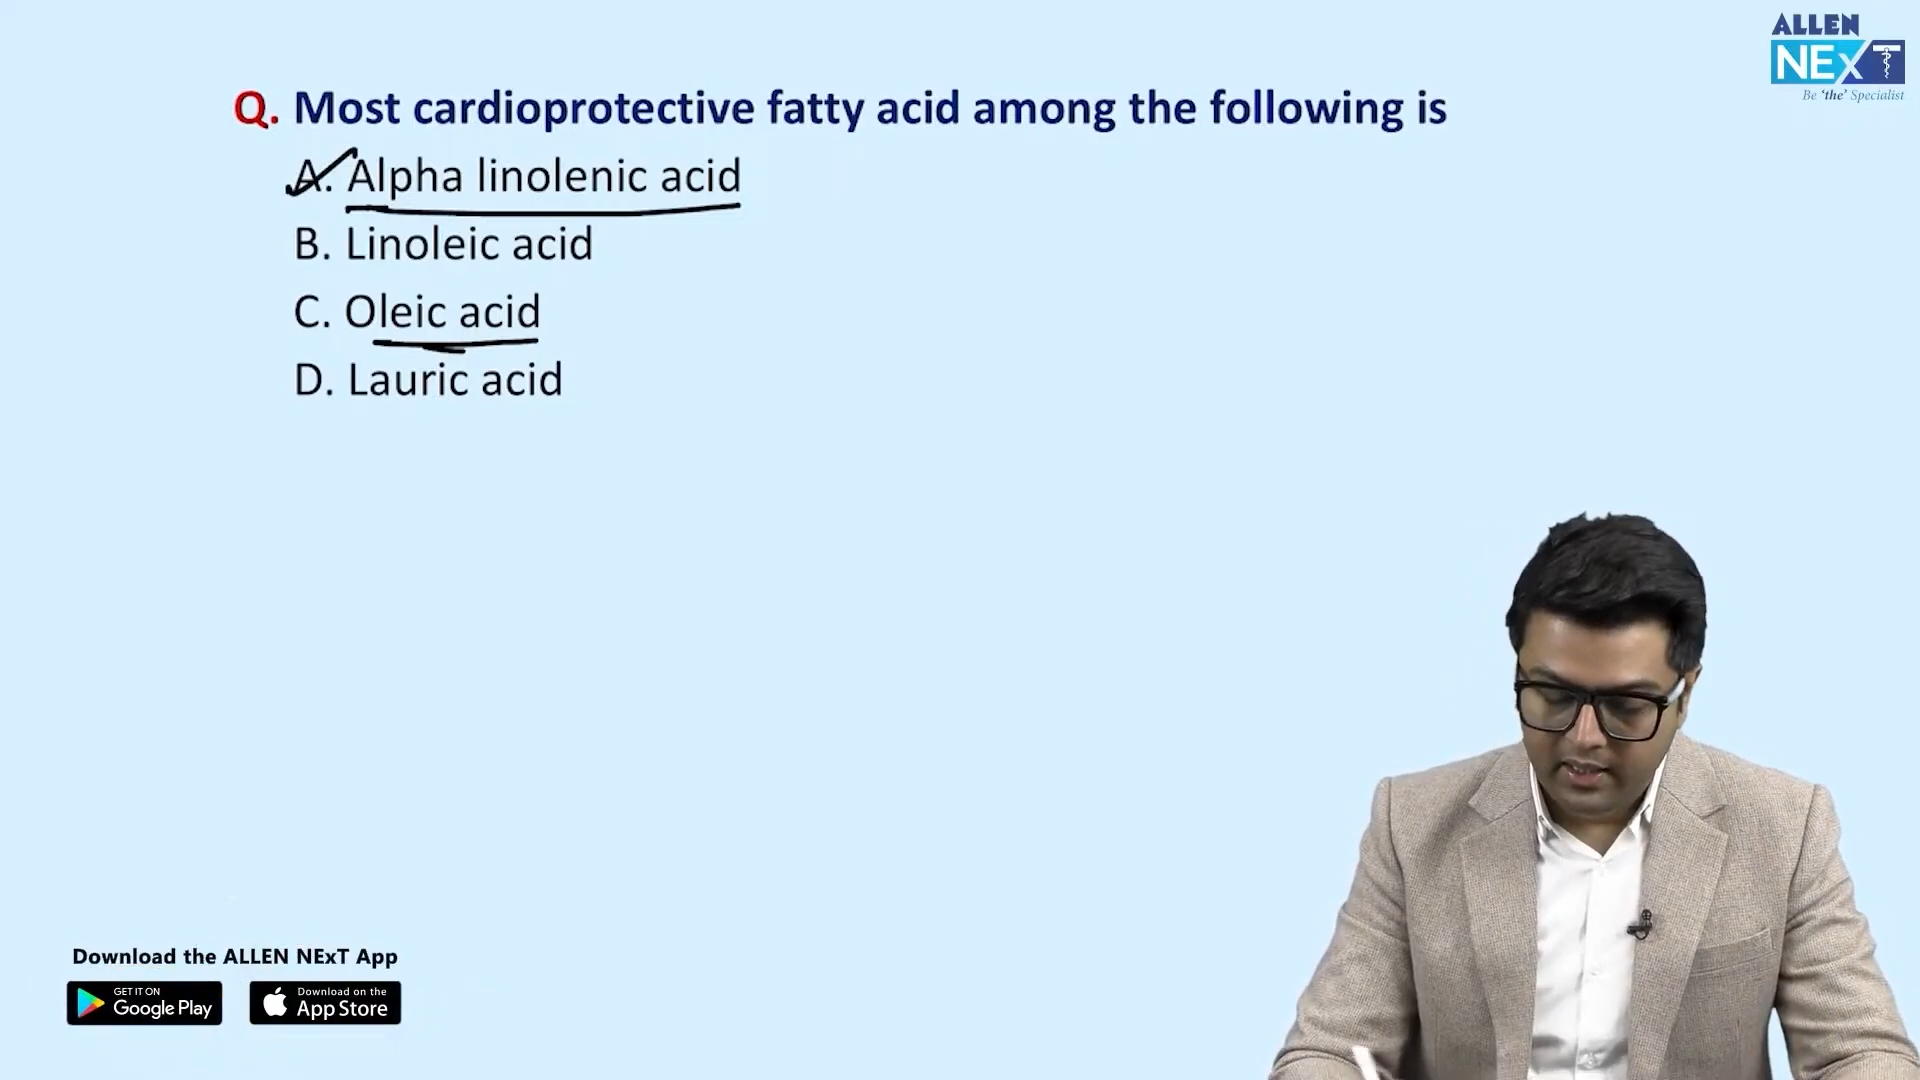 ALLEN
NExT
Be 'the' Specialist
Q. Most cardioprotective fatty acid among the following is
A. Alpha linolenic acid
B. Linoleic acid
C. Oleic acid
D. Lauric acid
Download the ALLEN NExT App
GET IT ON
Google Play
Download on the
App Store